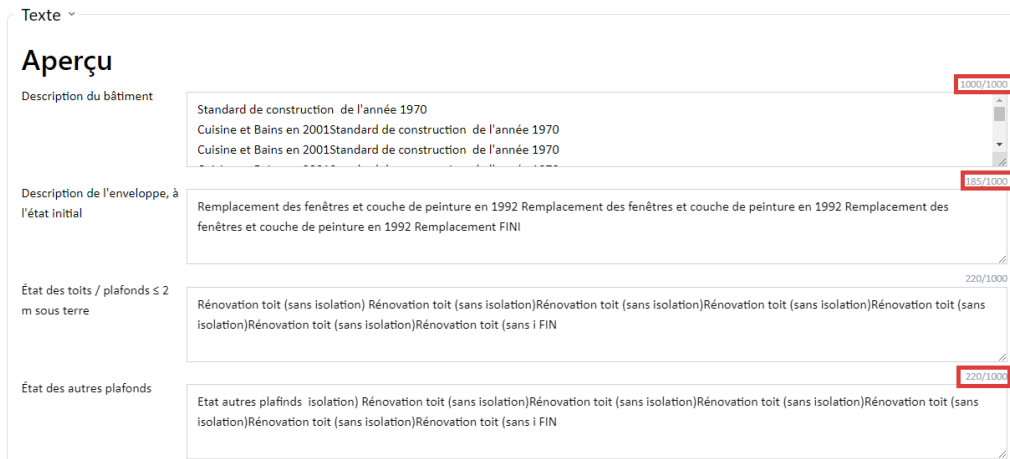 Texte
Aperçu
1000/1000
Description du bâtiment
Standard de construction  de l'année 1970
Cuisine et Bains en 2001Standard de construction  de l'année 1970
Cuisine et Bains en 2001Standard de construction  de l'année 1970
185/1000
Description de l'enveloppe, à
l'état initial
Remplacement des fenêtres et couche de peinture en 1992 Remplacement des fenêtres et couche de peinture en 1992 Remplacement des
fenêtres et couche de peinture en 1992 Remplacement FINI
220/1000
État des toits / plafonds ≤ 2
m sous terre
Rénovation toit (sans isolation) Rénovation toit (sans isolation)Rénovation toit (sans isolation)Rénovation toit (sans isolation)Rénovation toit (sans
isolation)Rénovation toit (sans isolation)Rénovation toit (sans i FIN
220/1000
État des autres plafonds
Etat autres plafinds  isolation) Rénovation toit (sans isolation)Rénovation toit (sans isolation)Rénovation toit (sans isolation)Rénovation toit (sans
isolation)Rénovation toit (sans isolation)Rénovation toit (sans i FIN